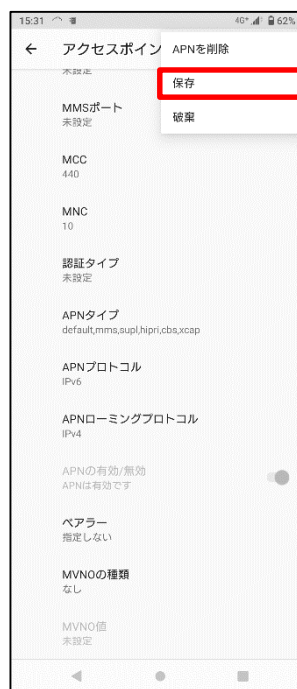 15:31 4G+ 62%
アクセスポイン APNを削除
未設定
保存
MMSポート
未設定
破棄
MCC
440
MNC
10
認証タイプ
未設定
APNタイプ
default,mms,supl,hipri,cbs,xcap
APNプロトコル
IPv6
APNローミングプロトコル
IPv4
APNの有効/無効
APNは有効です
ベアラー
指定しない
MVNOの種類
なし
MVNO値
未設定